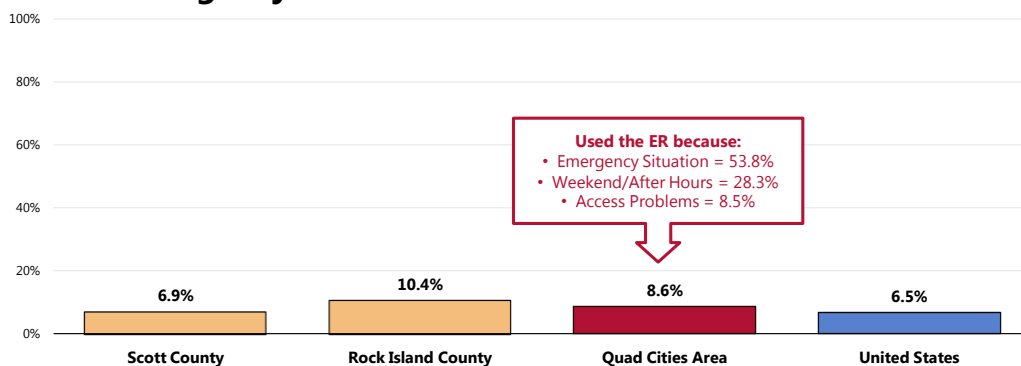 100%
80%
60%
40%
20%
0%
Used the ER because:
• Emergency Situation = 53.8%
• Weekend/After Hours = 28.3%
• Access Problems = 8.5%
6.9%
10.4%
8.6%
6.5%
Scott County
Rock Island County
Quad Cities Area
United States